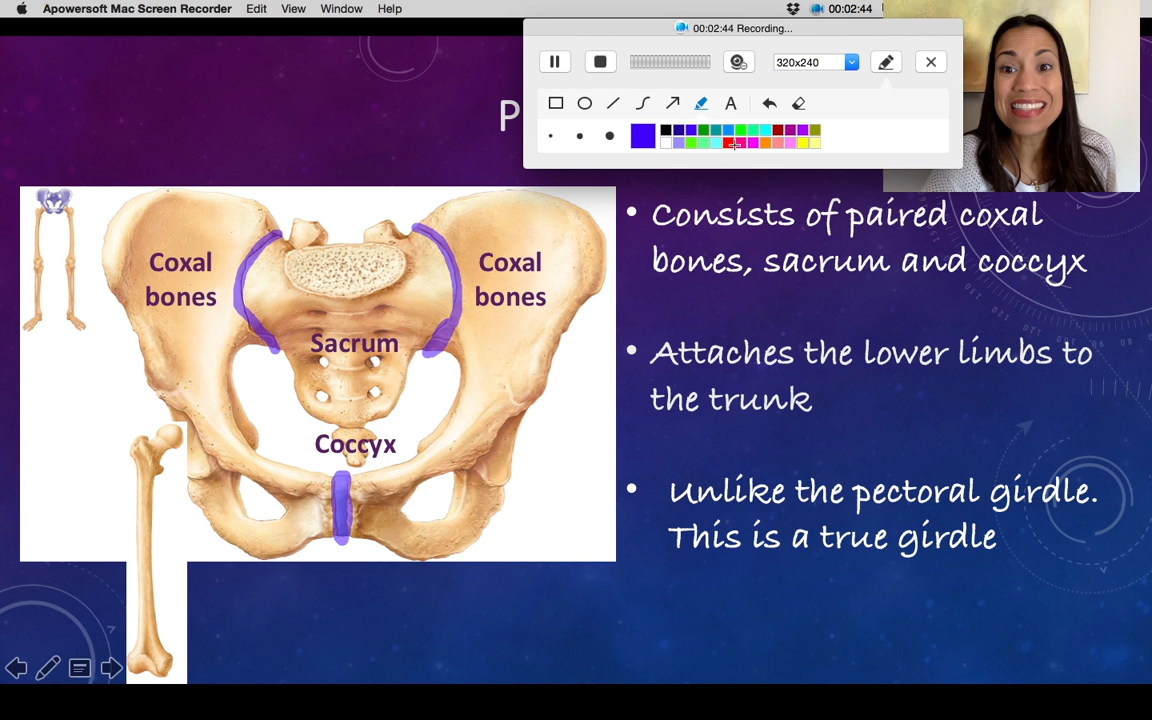 Apowersoft Mac Screen Recorder Edit View Window Help 00:02:44
00:02:44 Recording...
320x240
A
P
Coxal
bones
Coxal
bones
Sacrum
Coccyx
• Consists of paired coxal
bones, sacrum and coccyx
• Attaches the lower limbs to
the trunk
• Unlike the pectoral girdle.
This is a true girdle